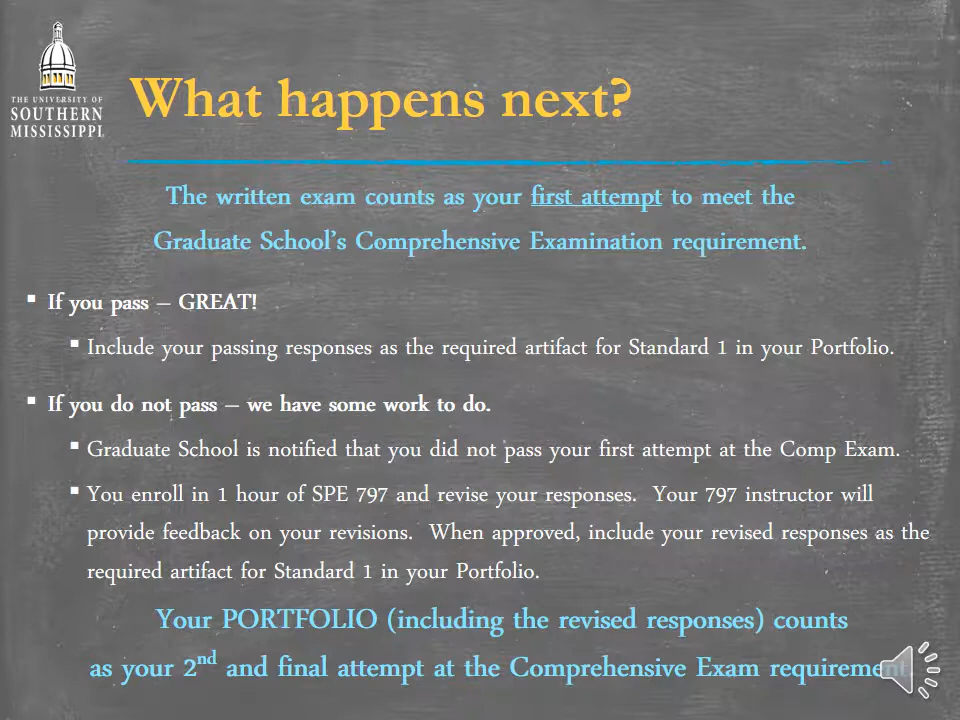 THE UNIVERSITY OF
SOUTHERN
MISSISSIPPI
What happens next?
The written exam counts as your first attempt to meet the
Graduate School's Comprehensive Examination requirement.
▪ If you pass – GREAT!
▪ Include your passing responses as the required artifact for Standard 1 in your Portfolio.
▪ If you do not pass – we have some work to do.
▪ Graduate School is notified that you did not pass your first attempt at the Comp Exam.
▪ You enroll in 1 hour of SPE 797 and revise your responses.  Your 797 instructor will
provide feedback on your revisions.  When approved, include your revised responses as the
required artifact for Standard 1 in your Portfolio.
Your PORTFOLIO (including the revised responses) counts
as your 2nd and final attempt at the Comprehensive Exam requirement.